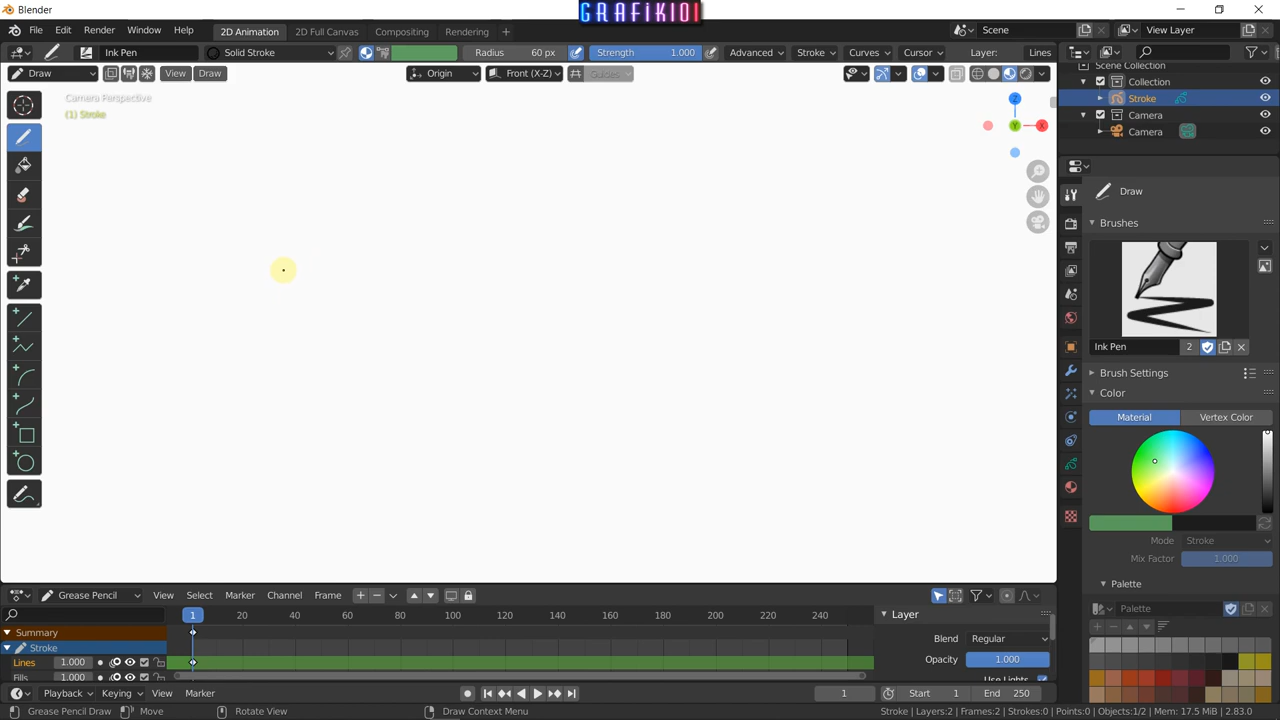 Blender
GRAFIKI01
File Edit Render Window Help 2D Animation 2D Full Canvas Compositing Rendering + Scene View Layer
Ink Pen Solid Stroke Radius 60 px Strength 1.000 Advanced Stroke Curves Cursor Layer: Lines
Draw View Draw Origin Front (X-Z) Guides
Scene Collection
Collection
Stroke
Camera
Camera
Camera Perspective
(1) Stroke
Z
Y
X
Draw
Brushes
Ink Pen 2
Brush Settings
Color
Material Vertex Color
Mode Stroke
Mix Factor 1.000
Palette
Palette
Grease Pencil View Select Marker Channel Frame
1 20 40 60 80 100 120 140 160 180 200 220 240
Summary
Stroke
Lines 1.000
Fills 1.000
Layer
Blend Regular
Opacity 1.000
Use Lights
Playback Keying View Marker 1 Start 1 End 250
Grease Pencil Draw Move Rotate View Draw Context Menu Stroke | Layers:2 | Frames:2 | Strokes:0 | Points:0 | Objects:1/2 | Mem: 17.5 MiB | 2.83.0